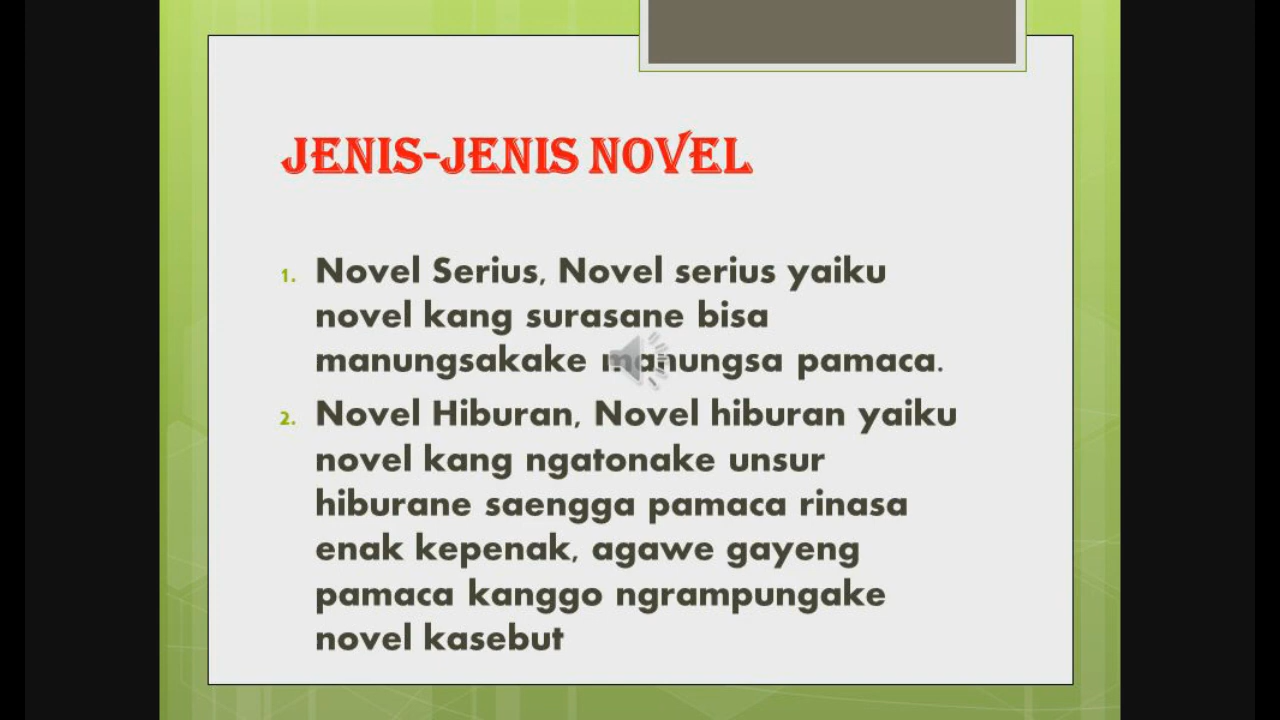 JENIS-JENIS NOVEL
1. Novel Serius, Novel serius yaiku
novel kang surasane bisa
manungsakake manungsa pamaca.
2. Novel Hiburan, Novel hiburan yaiku
novel kang ngatonake unsur
hiburane saengga pamaca rinasa
enak kepenak, agawe gayeng
pamaca kanggo ngrampungake
novel kasebut